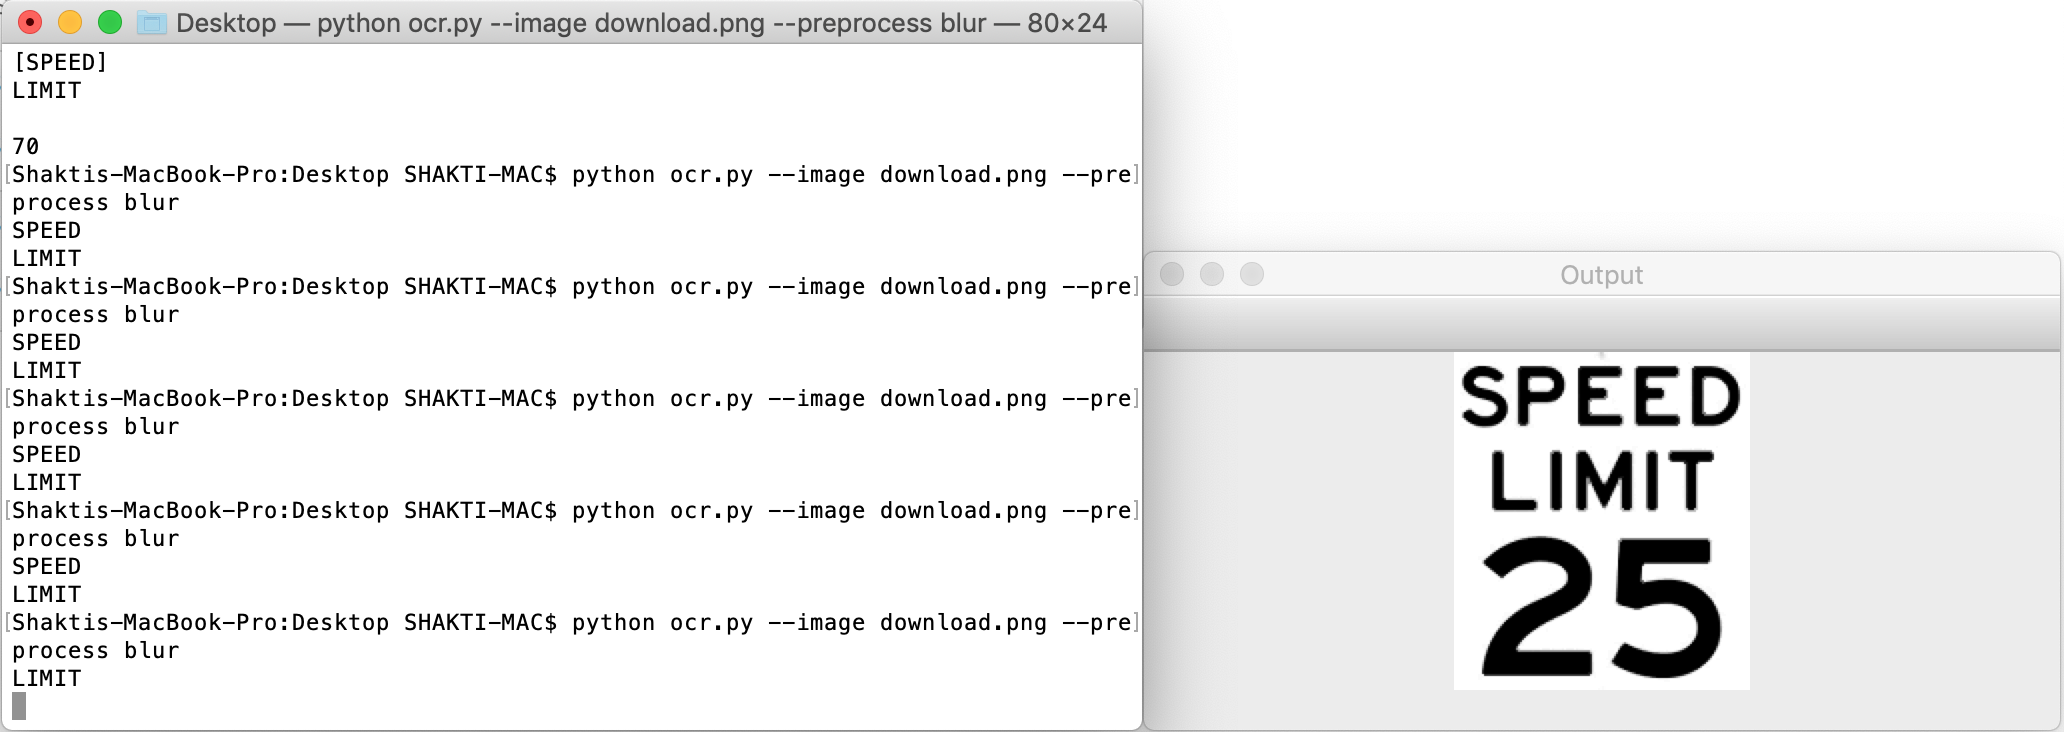 Desktop — python ocr.py --image download.png --preprocess blur — 80×24
[SPEED]
LIMIT
70
[Shaktis-MacBook-Pro:Desktop SHAKTI-MAC$ python ocr.py --image download.png --pre]
process blur
SPEED
LIMIT
[Shaktis-MacBook-Pro:Desktop SHAKTI-MAC$ python ocr.py --image download.png --pre]
process blur
SPEED
LIMIT
[Shaktis-MacBook-Pro:Desktop SHAKTI-MAC$ python ocr.py --image download.png --pre]
process blur
SPEED
LIMIT
[Shaktis-MacBook-Pro:Desktop SHAKTI-MAC$ python ocr.py --image download.png --pre]
process blur
SPEED
LIMIT
[Shaktis-MacBook-Pro:Desktop SHAKTI-MAC$ python ocr.py --image download.png --pre]
process blur
LIMIT
Output
SPEED
LIMIT
25